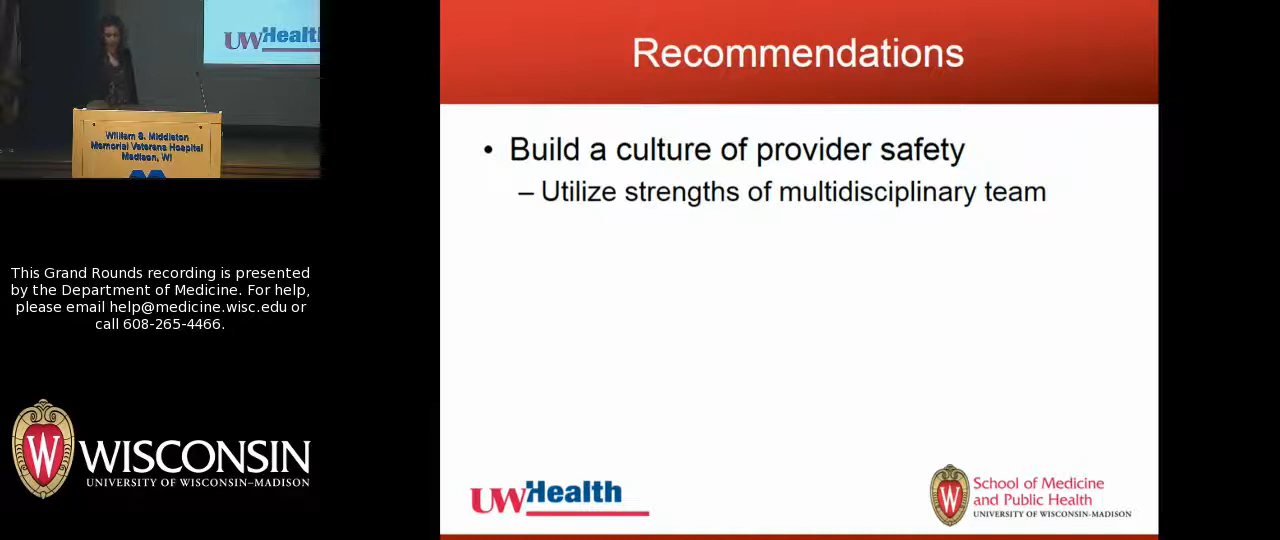 UWHealth
William S. Middleton
Memorial Veterans Hospital
Madison, WI
This Grand Rounds recording is presented
by the Department of Medicine. For help,
please email help@medicine.wisc.edu or
call 608-265-4466.
W WISCONSIN
UNIVERSITY OF WISCONSIN–MADISON
Recommendations
• Build a culture of provider safety
– Utilize strengths of multidisciplinary team
UWHealth
W School of Medicine
and Public Health
UNIVERSITY OF WISCONSIN-MADISON